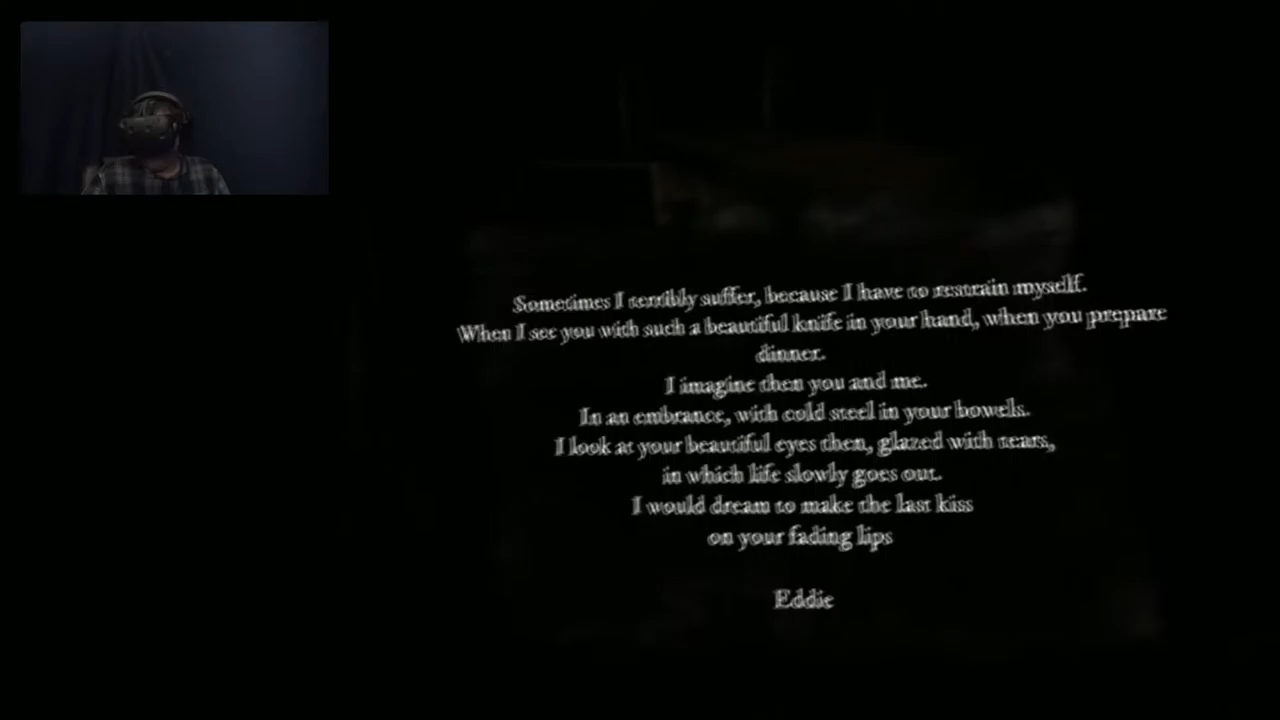 Sometimes I terribly suffer, because I have to restrain myself.
When I see you with such a beautiful knife in your hand, when you prepare
dinner.
I imagine then you and me.
In an embrance, with cold steel in your bowels.
I look at your beautiful eyes then, glazed with tears,
in which life slowly goes out.
I would dream to make the last kiss
on your fading lips
Eddie